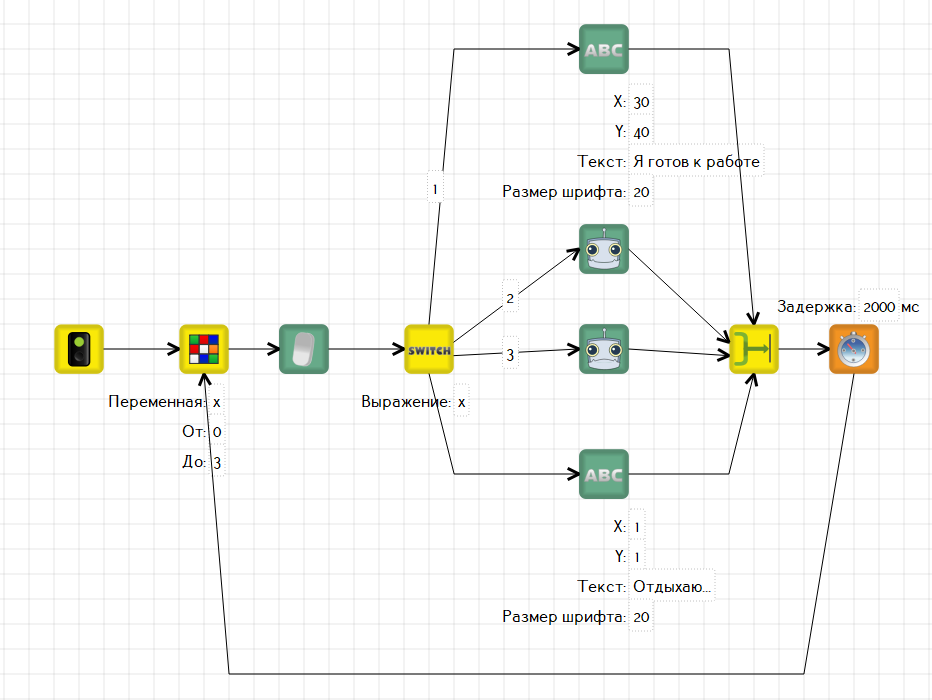 ABC
X: 30
Y: 40
Текст: Я готов к работе
Размер шрифта: 20
1
2
Задержка: 2000 мс
SWITCH
3
Переменная: x
От: 0
До: 3
Выражение: x
ABC
X: 1
Y: 1
Текст: Отдыхаю...
Размер шрифта: 20